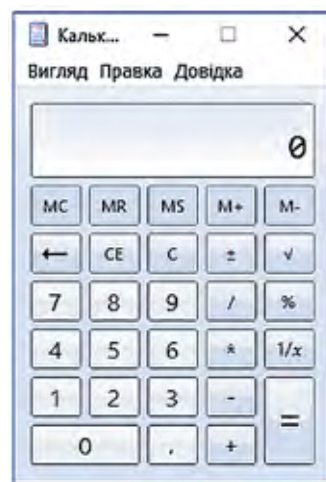 Кальк...
Вигляд Правка Довідка
0
MC MR MS M+ M-
← CE C ± √
7 8 9 / %
4 5 6 * 1/x
1 2 3 - =
0 , +